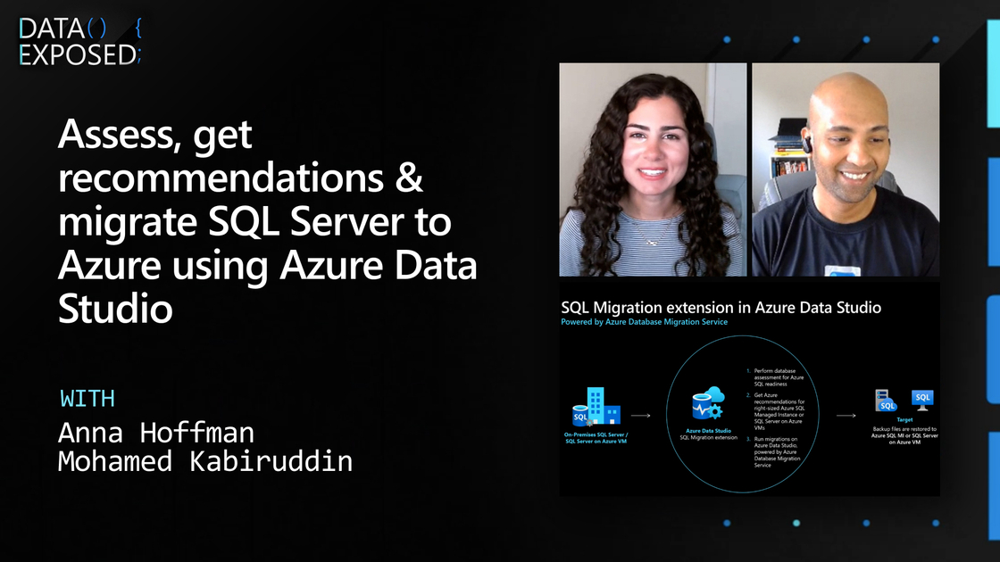 DATA() {
EXPOSED;
Assess, get
recommendations &
migrate SQL Server to
Azure using Azure Data
Studio
WITH
Anna Hoffman
Mohamed Kabiruddin
SQL Migration extension in Azure Data Studio
Powered by Azure Database Migration Service
SQL
On-Premises SQL Server /
SQL Server on Azure VM
Azure Data Studio
SQL Migration extension
1. Perform database
assessment for Azure
SQL readiness
2. Get Azure
recommendations for
right-sized Azure SQL
Managed Instance or
SQL Server on Azure
VMs
3. Run migrations on
Azure Data Studio,
powered by Azure
Database Migration
Service
SQL
SQL
Target
Backup files are restored to
Azure SQL MI or SQL Server
on Azure VM